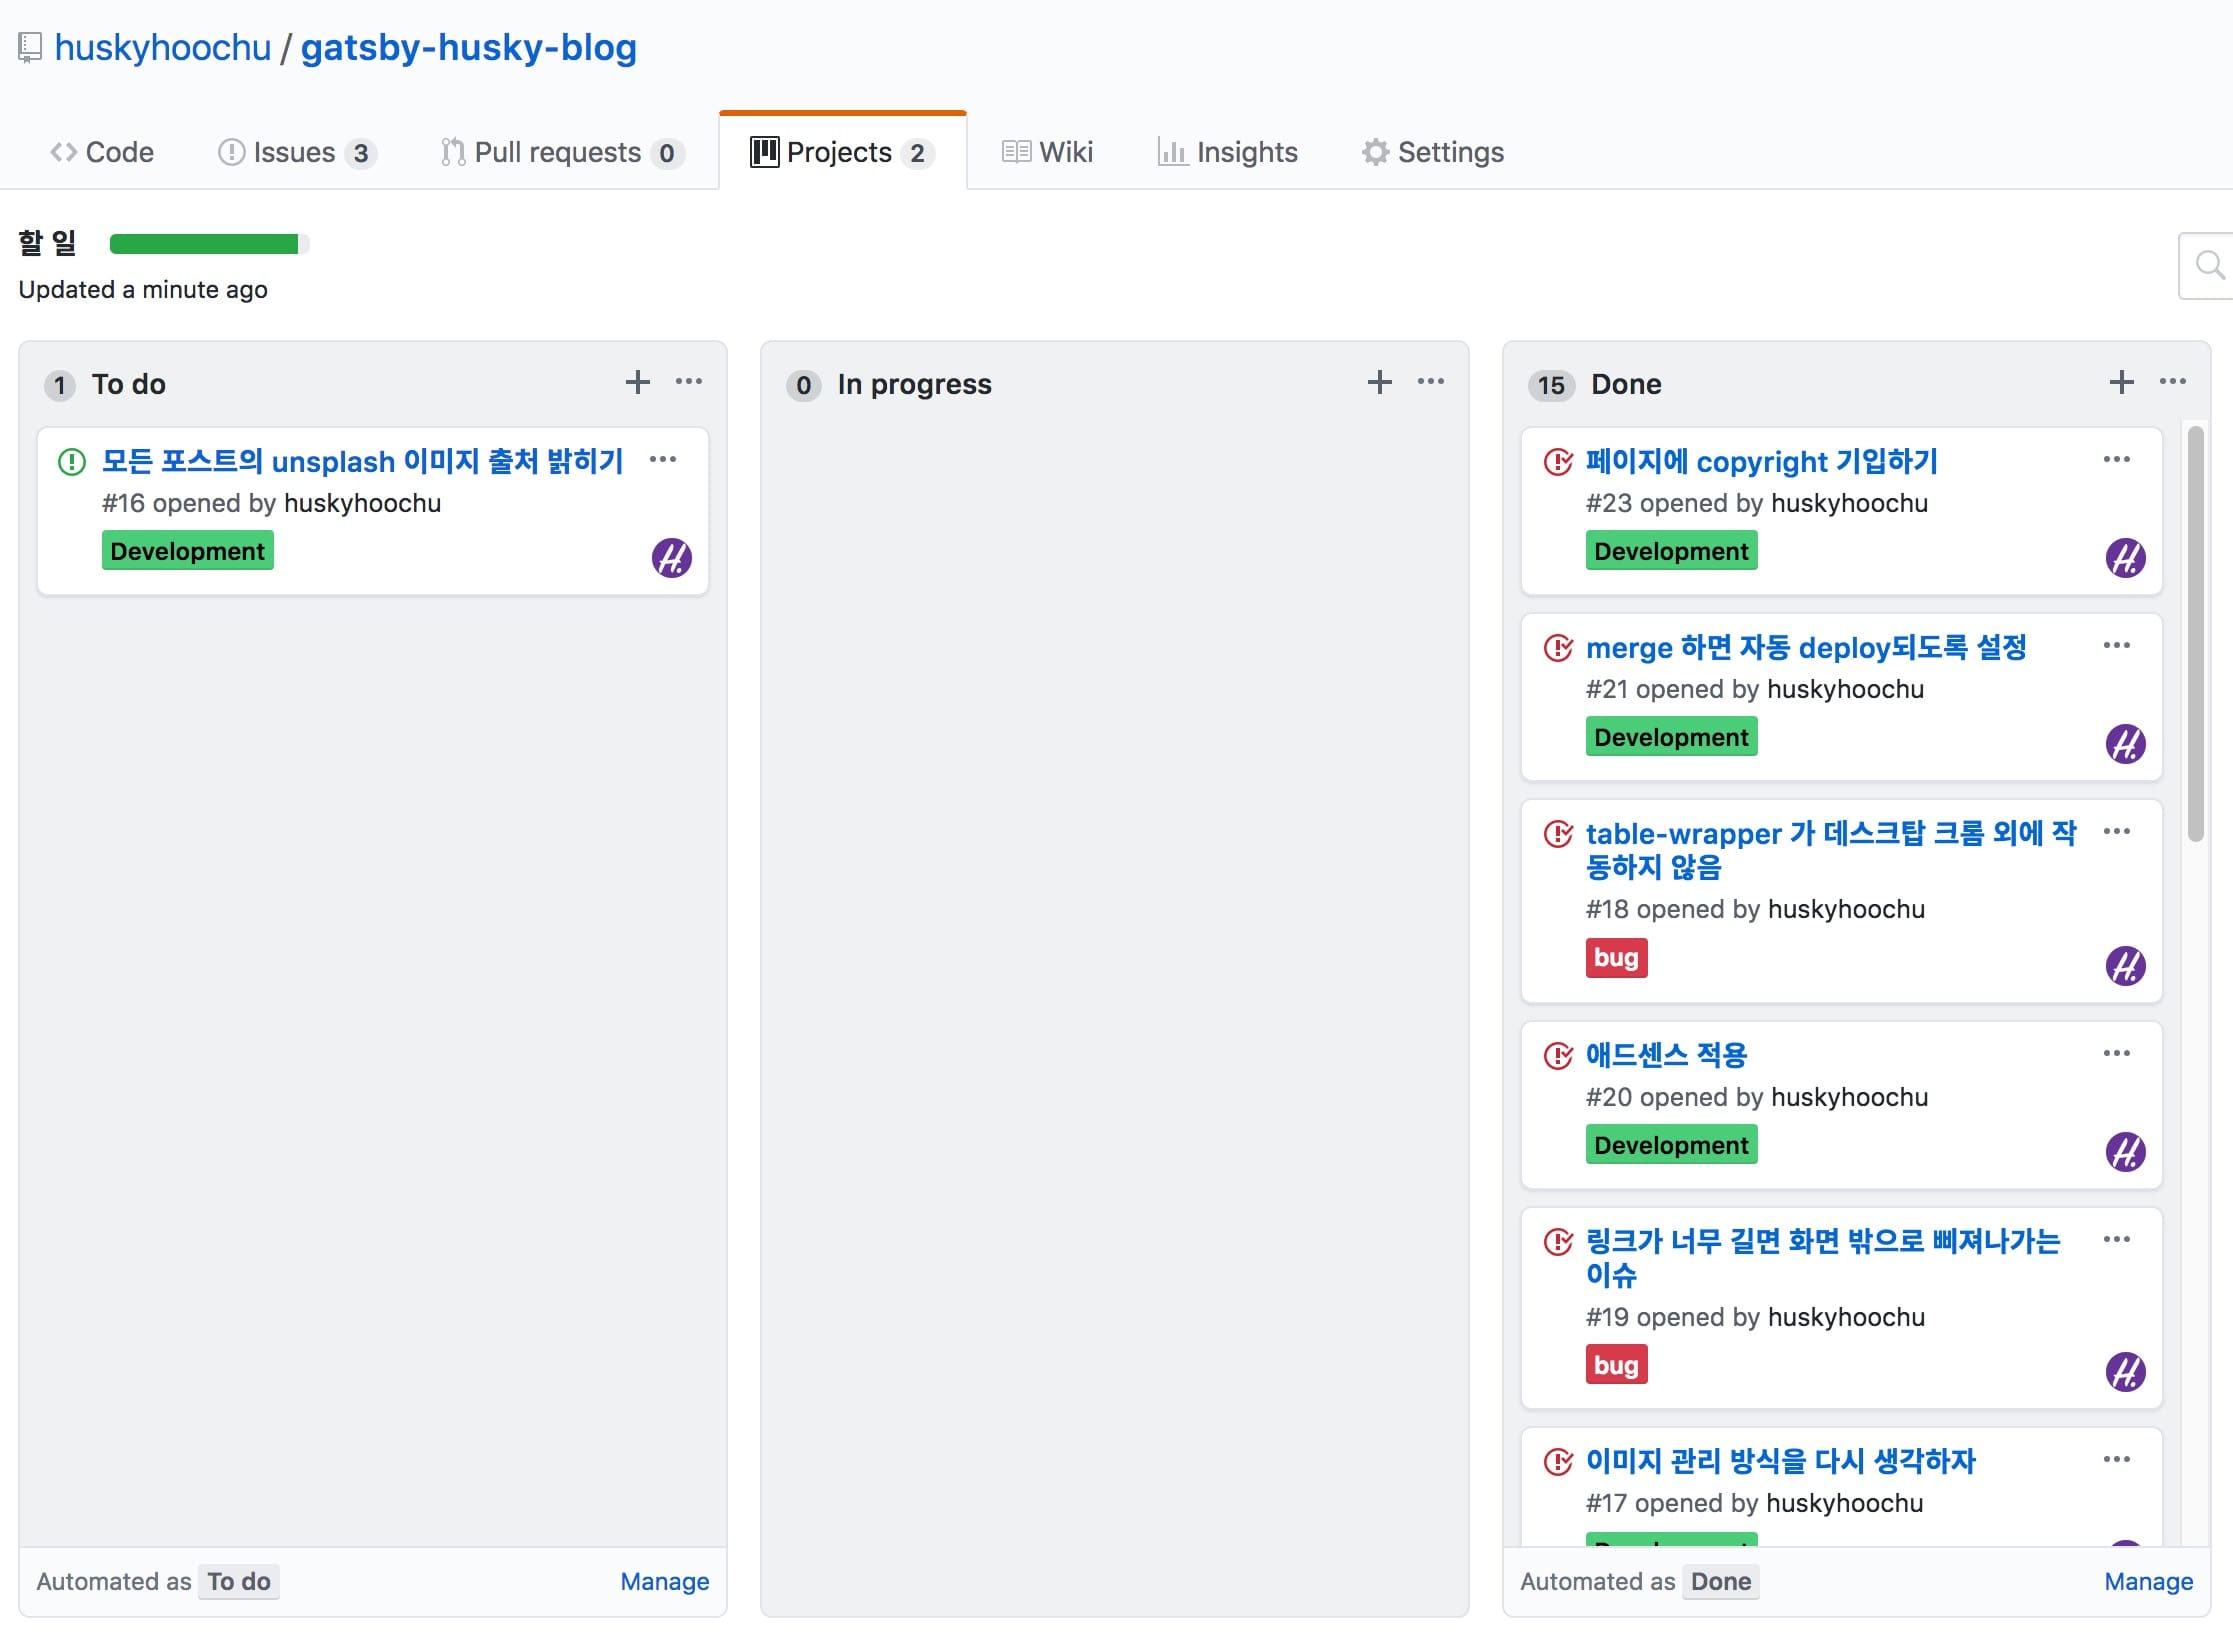 huskyhoochu / gatsby-husky-blog
Code Issues 3 Pull requests 0 Projects 2 Wiki Insights Settings
할 일
Updated a minute ago
1 To do
모든 포스트의 unsplash 이미지 출처 밝히기
#16 opened by huskyhoochu
Development
Automated as To do Manage
0 In progress
15 Done
페이지에 copyright 기입하기
#23 opened by huskyhoochu
Development
merge 하면 자동 deploy되도록 설정
#21 opened by huskyhoochu
Development
table-wrapper 가 데스크탑 크롬 외에 작
동하지 않음
#18 opened by huskyhoochu
bug
애드센스 적용
#20 opened by huskyhoochu
Development
링크가 너무 길면 화면 밖으로 삐져나가는
이슈
#19 opened by huskyhoochu
bug
이미지 관리 방식을 다시 생각하자
#17 opened by huskyhoochu
Automated as Done Manage